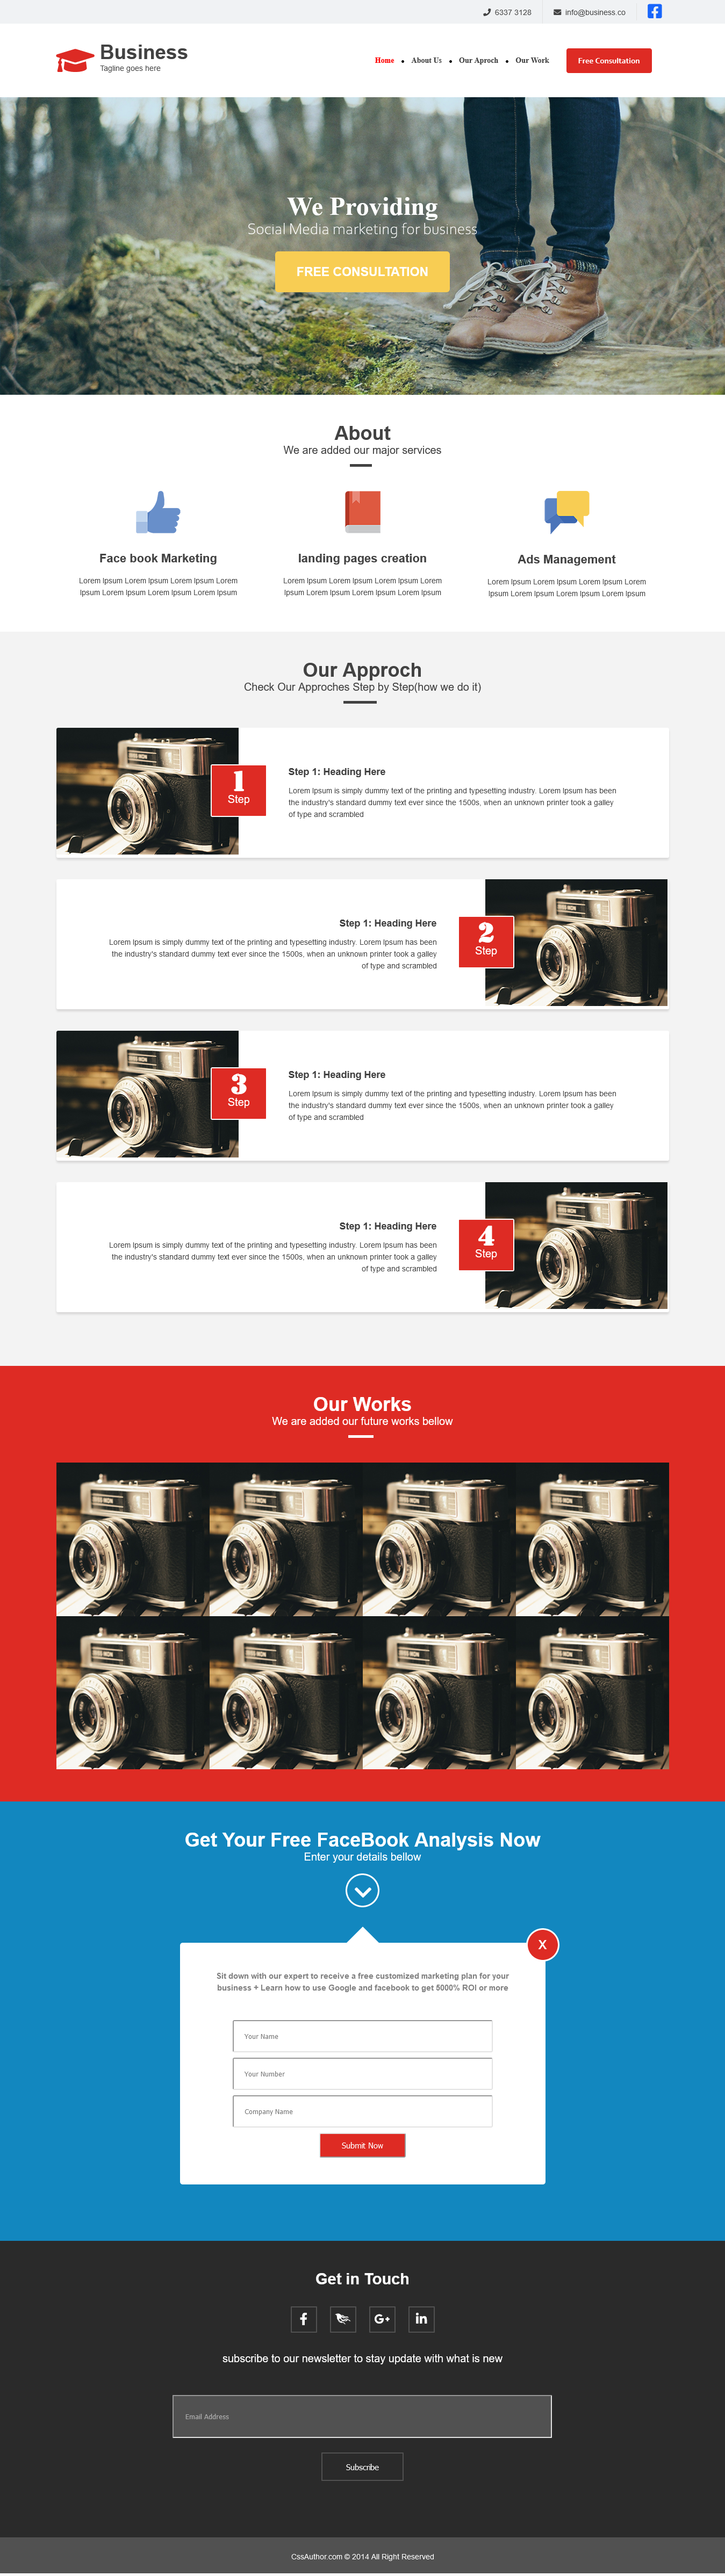 6337 3128
info@business.co
Business
Tagline goes here
Home
About Us
Our Aproch
Our Work
Free Consultation
We Providing
Social Media marketing for business
FREE CONSULTATION
About
We are added our major services
Face book Marketing
Lorem Ipsum Lorem Ipsum Lorem Ipsum Lorem
Ipsum Lorem Ipsum Lorem Ipsum Lorem Ipsum
landing pages creation
Lorem Ipsum Lorem Ipsum Lorem Ipsum Lorem
Ipsum Lorem Ipsum Lorem Ipsum Lorem Ipsum
Ads Management
Lorem Ipsum Lorem Ipsum Lorem Ipsum Lorem
Ipsum Lorem Ipsum Lorem Ipsum Lorem Ipsum
Our Approch
Check Our Approches Step by Step(how we do it)
1
Step
Step 1: Heading Here
Lorem Ipsum is simply dummy text of the printing and typesetting industry. Lorem Ipsum has been
the industry's standard dummy text ever since the 1500s, when an unknown printer took a galley
of type and scrambled
Step 1: Heading Here
Lorem Ipsum is simply dummy text of the printing and typesetting industry. Lorem Ipsum has been
the industry's standard dummy text ever since the 1500s, when an unknown printer took a galley
of type and scrambled
2
Step
3
Step
Step 1: Heading Here
Lorem Ipsum is simply dummy text of the printing and typesetting industry. Lorem Ipsum has been
the industry's standard dummy text ever since the 1500s, when an unknown printer took a galley
of type and scrambled
Step 1: Heading Here
Lorem Ipsum is simply dummy text of the printing and typesetting industry. Lorem Ipsum has been
the industry's standard dummy text ever since the 1500s, when an unknown printer took a galley
of type and scrambled
4
Step
Our Works
We are added our future works bellow
Get Your Free FaceBook Analysis Now
Enter your details bellow
X
Sit down with our expert to receive a free customized marketing plan for your
business + Learn how to use Google and facebook to get 5000% ROI or more
Your Name
Your Number
Company Name
Submit Now
Get in Touch
subscribe to our newsletter to stay update with what is new
Email Address
Subscribe
CssAuthor.com © 2014 All Right Reserved